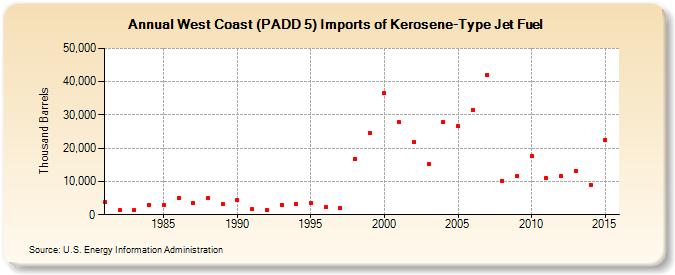 Annual West Coast (PADD 5) Imports of Kerosene-Type Jet Fuel
Thousand Barrels
50,000
40,000
30,000
20,000
10,000
0
1985 1990 1995 2000 2005 2010 2015
Source: U.S. Energy Information Administration